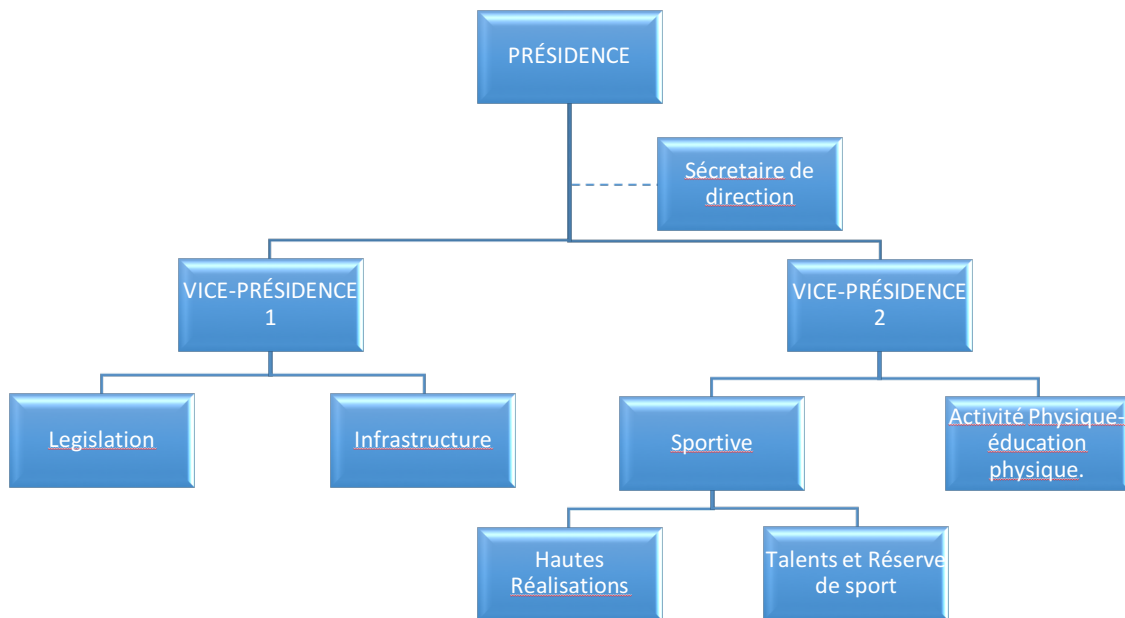 PRÉSIDENCE
Sécretaire de
direction
VICE-PRÉSIDENCE
1
VICE-PRÉSIDENCE
2
Legislation
Infrastructure
Sportive
Activité Physique-
éducation
physique.
Hautes
Réalisations
Talents et Réserve
de sport